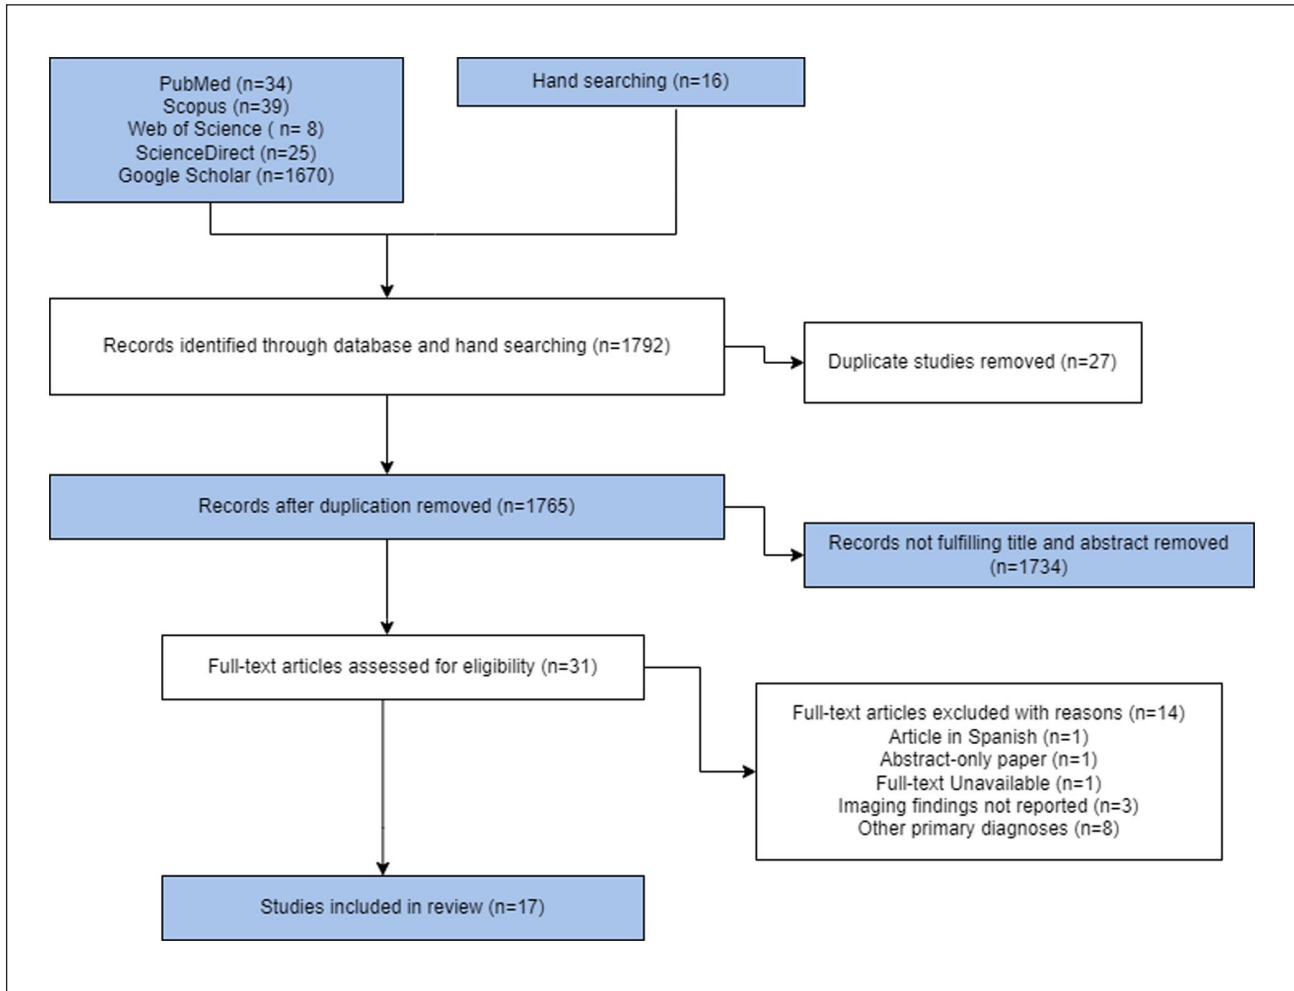 PubMed (n=34)
Scopus (n=39)
Web of Science ( n= 8)
ScienceDirect (n=25)
Google Scholar (n=1670)
Hand searching (n=16)
Records identified through database and hand searching (n=1792)
Duplicate studies removed (n=27)
Records after duplication removed (n=1765)
Records not fulfilling title and abstract removed
(n=1734)
Full-text articles assessed for eligibility (n=31)
Full-text articles excluded with reasons (n=14)
Article in Spanish (n=1)
Abstract-only paper (n=1)
Full-text Unavailable (n=1)
Imaging findings not reported (n=3)
Other primary diagnoses (n=8)
Studies included in review (n=17)